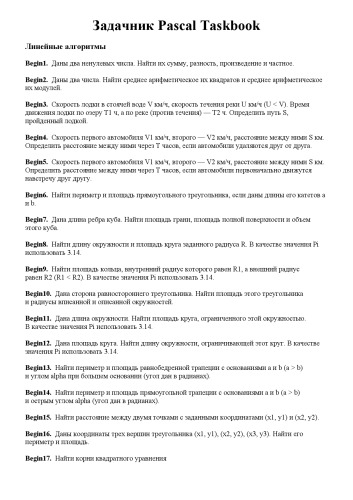 Задачник Pascal Taskbook
Линейные алгоритмы
Begin1. Даны два ненулевых числа. Найти их сумму, разность, произведение и частное.
Begin2. Даны два числа. Найти среднее арифметическое их квадратов и среднее арифметическое
их модулей.
Begin3. Скорость лодки в стоячей воде V км/ч, скорость течения реки U км/ч (U < V). Время
движения лодки по озеру T1 ч, а по реке (против течения) — T2 ч. Определить путь S,
пройденный лодкой.
Begin4. Скорость первого автомобиля V1 км/ч, второго — V2 км/ч, расстояние между ними S км.
Определить расстояние между ними через T часов, если автомобили удаляются друг от друга.
Begin5. Скорость первого автомобиля V1 км/ч, второго — V2 км/ч, расстояние между ними S км.
Определить расстояние между ними через T часов, если автомобили первоначально движутся
навстречу друг другу.
Begin6. Найти периметр и площадь прямоугольного треугольника, если даны длины его катетов a
и b.
Begin7. Дана длина ребра куба. Найти площадь грани, площадь полной поверхности и объем
этого куба.
Begin8. Найти длину окружности и площадь круга заданного радиуса R. В качестве значения Pi
использовать 3.14.
Begin9. Найти площадь кольца, внутренний радиус которого равен R1, а внешний радиус
равен R2 (R1 < R2). В качестве значения Pi использовать 3.14.
Begin10. Дана сторона равностороннего треугольника. Найти площадь этого треугольника
и радиусы вписанной и описанной окружностей.
Begin11. Дана длина окружности. Найти площадь круга, ограниченного этой окружностью.
В качестве значения Pi использовать 3.14.
Begin12. Дана площадь круга. Найти длину окружности, ограничивающей этот круг. В качестве
значения Pi использовать 3.14.
Begin13. Найти периметр и площадь равнобедренной трапеции с основаниями a и b (a > b)
и углом alpha при большем основании (угол дан в радианах).
Begin14. Найти периметр и площадь прямоугольной трапеции с основаниями a и b (a > b)
и острым углом alpha (угол дан в радианах).
Begin15. Найти расстояние между двумя точками с заданными координатами (x1, y1) и (x2, y2).
Begin16. Даны координаты трех вершин треугольника (x1, y1), (x2, y2), (x3, y3). Найти его
периметр и площадь.
Begin17. Найти корни квадратного уравнения